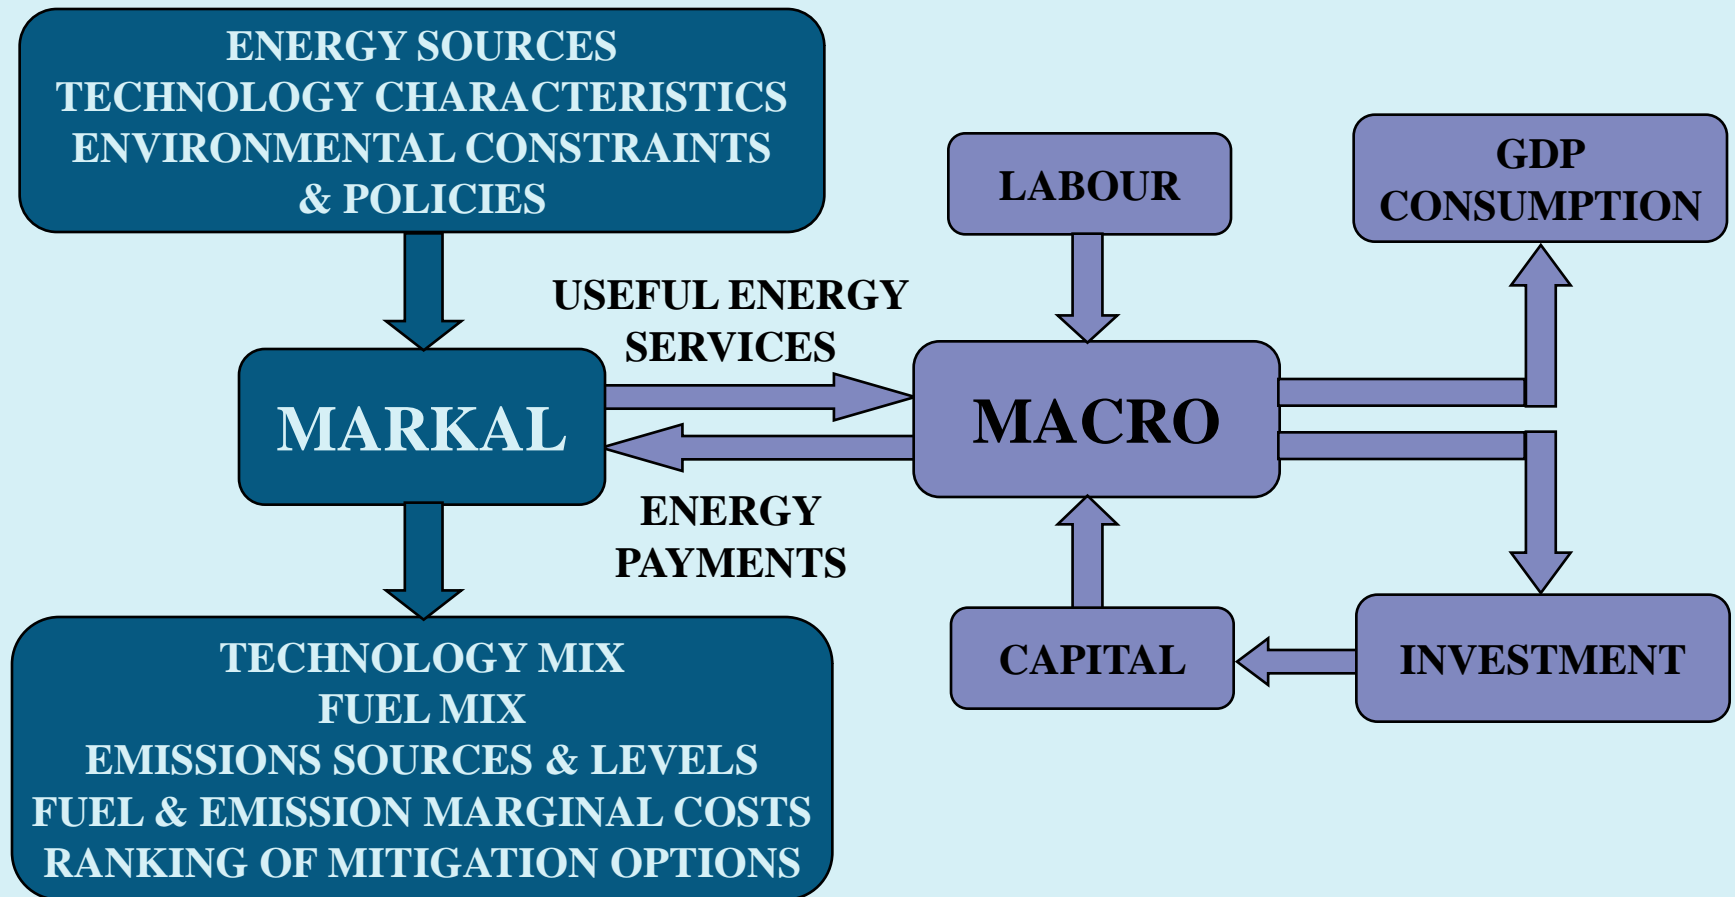 ENERGY SOURCES
TECHNOLOGY CHARACTERISTICS
ENVIRONMENTAL CONSTRAINTS
& POLICIES
LABOUR
GDP
CONSUMPTION
USEFUL ENERGY
SERVICES
MARKAL
MACRO
ENERGY
PAYMENTS
CAPITAL
INVESTMENT
TECHNOLOGY MIX
FUEL MIX
EMISSIONS SOURCES & LEVELS
FUEL & EMISSION MARGINAL COSTS
RANKING OF MITIGATION OPTIONS